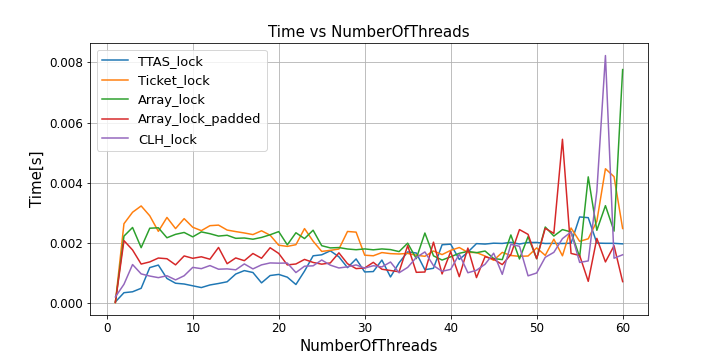 Time vs NumberOfThreads
TTAS_lock
Ticket_lock
Array_lock
Array_lock_padded
CLH_lock
Time[s]
0.008
0.006
0.004
0.002
0.000
0 10 20 30 40 50 60
NumberOfThreads